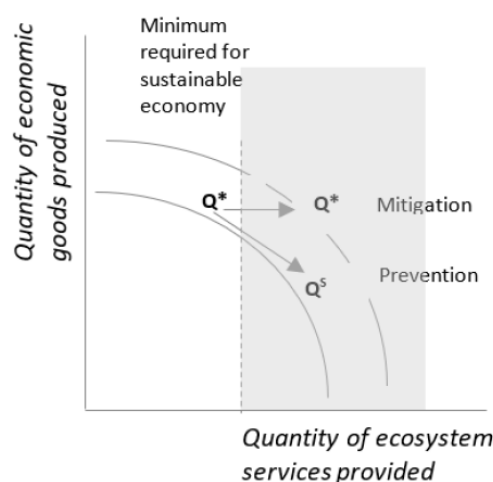 Minimum
required for
sustainable
economy
Quantity of economic
goods produced
Q*
Q*
Mitigation
Prevention
Qs
Quantity of ecosystem
services provided